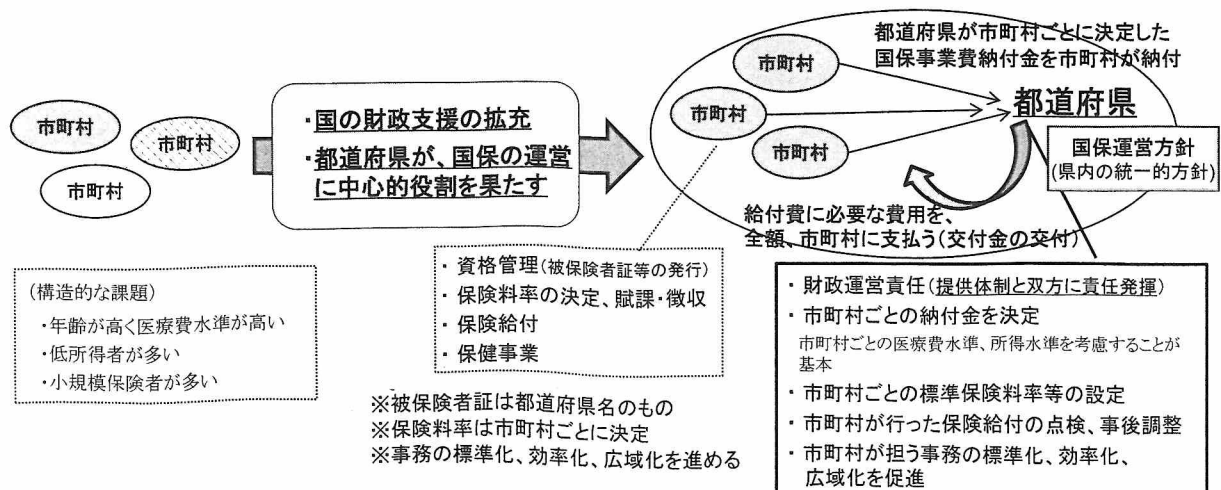 市町村
市町村
市町村
・国の財政支援の拡充
・都道府県が、国保の運営
に中心的役割を果たす
都道府県が市町村ごとに決定した
国保事業費納付金を市町村が納付
市町村
市町村
市町村
都道府県
国保運営方針
(県内の統一的方針)
給付費に必要な費用を、
全額、市町村に支払う(交付金の交付)
(構造的な課題)
・年齢が高く医療費水準が高い
・低所得者が多い
・小規模保険者が多い
・資格管理(被保険者証等の発行)
・保険料率の決定、賦課・徴収
・保険給付
・保健事業
※被保険者証は都道府県名のもの
※保険料率は市町村ごとに決定
※事務の標準化、効率化、広域化を進める
・財政運営責任(提供体制と双方に責任発揮)
・市町村ごとの納付金を決定
市町村ごとの医療費水準、所得水準を考慮することが
基本
・市町村ごとの標準保険料率等の設定
・市町村が行った保険給付の点検、事後調整
・市町村が担う事務の標準化、効率化、
広域化を促進